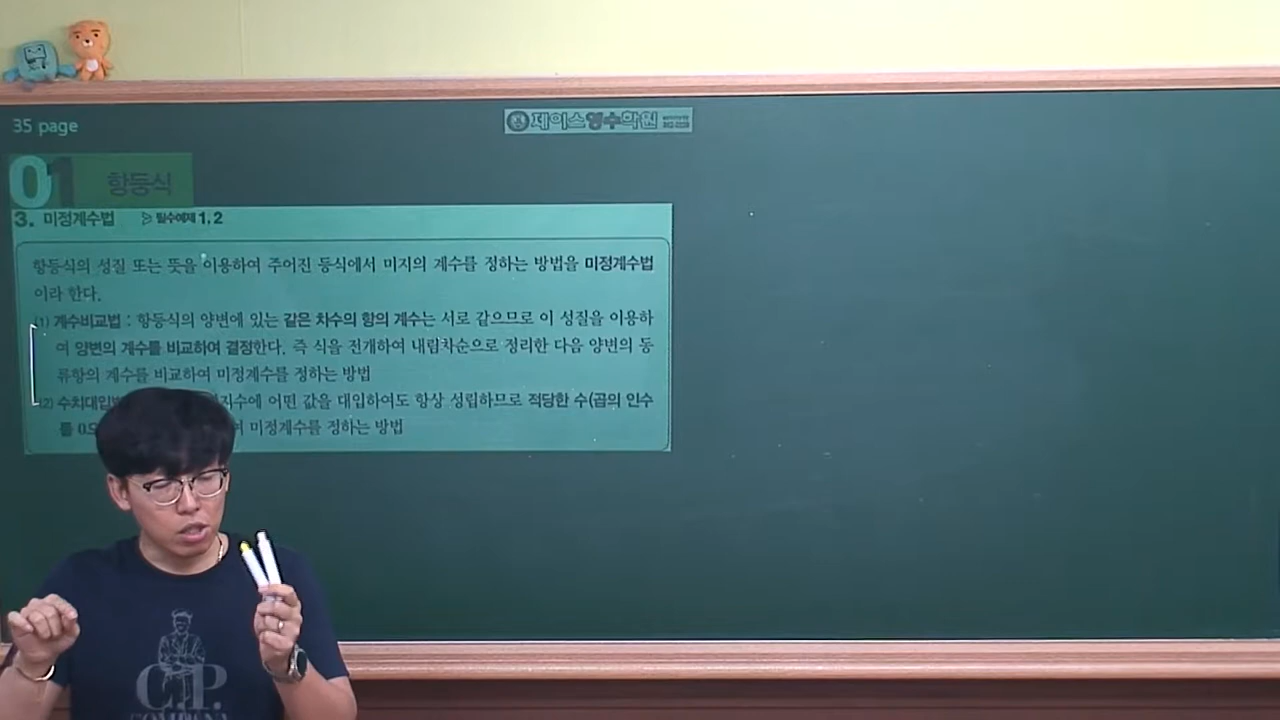 35 page
제이스영수학원
01 항등식
3. 미정계수법 ▷ 필수예제 1, 2
항등식의 성질 또는 뜻을 이용하여 주어진 등식에서 미지의 계수를 정하는 방법을 미정계수법
이라 한다.
(1) 계수비교법 : 항등식의 양변에 있는 같은 차수의 항의 계수는 서로 같으므로 이 성질을 이용하
여 양변의 계수를 비교하여 결정한다. 즉 식을 전개하여 내림차순으로 정리한 다음 양변의 동
류항의 계수를 비교하여 미정계수를 정하는 방법
(2) 수치대입 어떤 값을 대입하여도 항상 성립하므로 적당한 수(곱의 인수
를 미정계수를 정하는 방법
C.P.
COMPANY